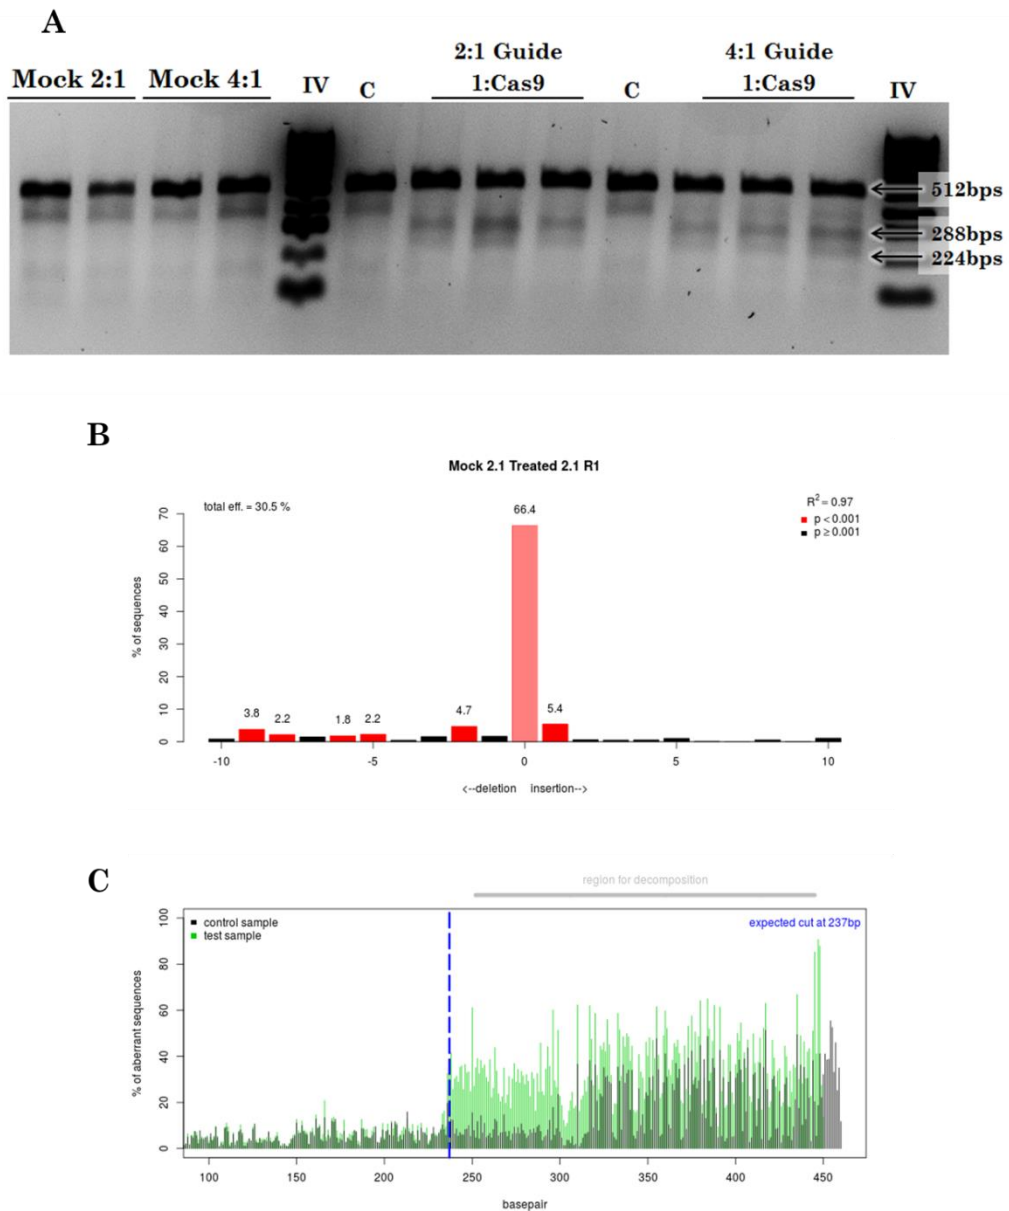 A
Mock 2:1 Mock 4:1 IV C 2:1 Guide 1:Cas9 C 4:1 Guide 1:Cas9 IV
512bps
288bps
224bps
B
Mock 2.1 Treated 2.1 R1
total eff. = 30.5 %
R² = 0.97
p < 0.001
p ≥ 0.001
% of sequences
70
60
50
40
30
20
10
0
3.8
2.2
1.8
2.2
4.7
66.4
5.4
-10 -5 0 5 10
<--deletion insertion-->
C
region for decomposition
control sample
test sample
expected cut at 237bp
% of aberrant sequences
100
80
60
40
20
0
100 150 200 250 300 350 400 450
basepair